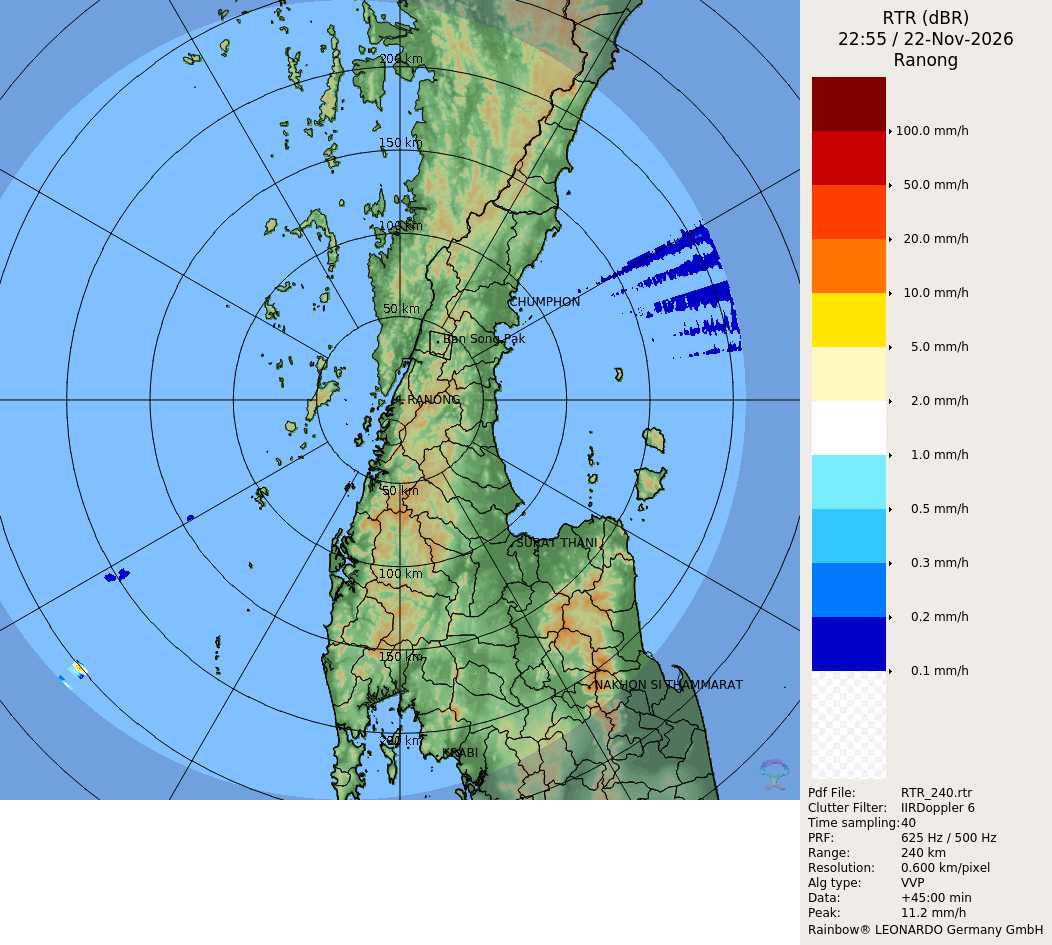 RTR (dBR)
22:55 / 22-Nov-2026
Ranong
200 km
150 km
100 km
50 km
CHUMPHON
Ban Song Pak
RANONG
50 km
SURAT THANI
100 km
150 km
NAKHON SI THAMMARAT
200 km
KRABI
100.0 mm/h
50.0 mm/h
20.0 mm/h
10.0 mm/h
5.0 mm/h
2.0 mm/h
1.0 mm/h
0.5 mm/h
0.3 mm/h
0.2 mm/h
0.1 mm/h
Pdf File: RTR_240.rtr
Clutter Filter: IIRDoppler 6
Time sampling:40
PRF: 625 Hz / 500 Hz
Range: 240 km
Resolution: 0.600 km/pixel
Alg type: VVP
Data: +45:00 min
Peak: 11.2 mm/h
Rainbow® LEONARDO Germany GmbH